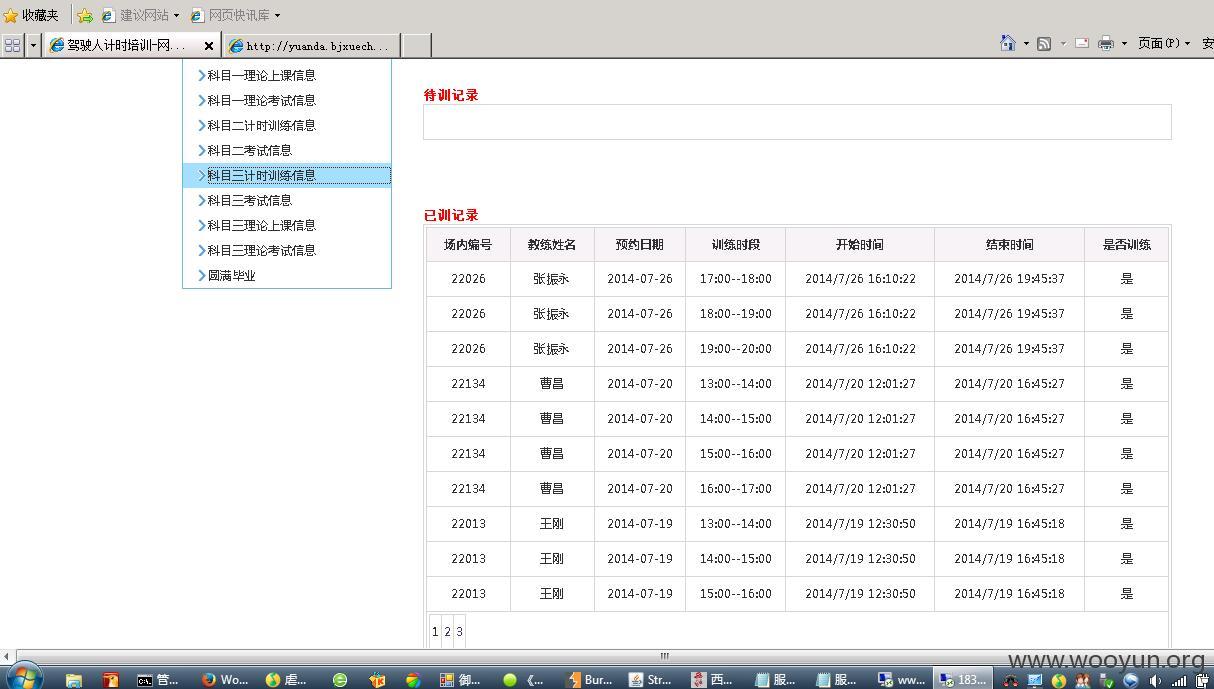 收藏夹 建议网站 网页快讯库
驾驶人计时培训-网... http://yuanda.bjxuech... 页面(P) 安
科目一理论上课信息
科目一理论考试信息
科目二计时训练信息
科目二考试信息
科目三计时训练信息
科目三考试信息
科目三理论上课信息
科目三理论考试信息
圆满毕业
待训记录
已训记录
场内编号 教练姓名 预约日期 训练时段 开始时间 结束时间 是否训练
22026 张振永 2014-07-26 17:00--18:00 2014/7/26 16:10:22 2014/7/26 19:45:37 是
22026 张振永 2014-07-26 18:00--19:00 2014/7/26 16:10:22 2014/7/26 19:45:37 是
22026 张振永 2014-07-26 19:00--20:00 2014/7/26 16:10:22 2014/7/26 19:45:37 是
22134 曹昌 2014-07-20 13:00--14:00 2014/7/20 12:01:27 2014/7/20 16:45:27 是
22134 曹昌 2014-07-20 14:00--15:00 2014/7/20 12:01:27 2014/7/20 16:45:27 是
22134 曹昌 2014-07-20 15:00--16:00 2014/7/20 12:01:27 2014/7/20 16:45:27 是
22134 曹昌 2014-07-20 16:00--17:00 2014/7/20 12:01:27 2014/7/20 16:45:27 是
22013 王刚 2014-07-19 13:00--14:00 2014/7/19 12:30:50 2014/7/19 16:45:18 是
22013 王刚 2014-07-19 14:00--15:00 2014/7/19 12:30:50 2014/7/19 16:45:18 是
22013 王刚 2014-07-19 15:00--16:00 2014/7/19 12:30:50 2014/7/19 16:45:18 是
1 2 3
www.wooyun.org
管... Wo... 虐... 御... 《... Bur... Str... 西... 服... 服... ww... 183...